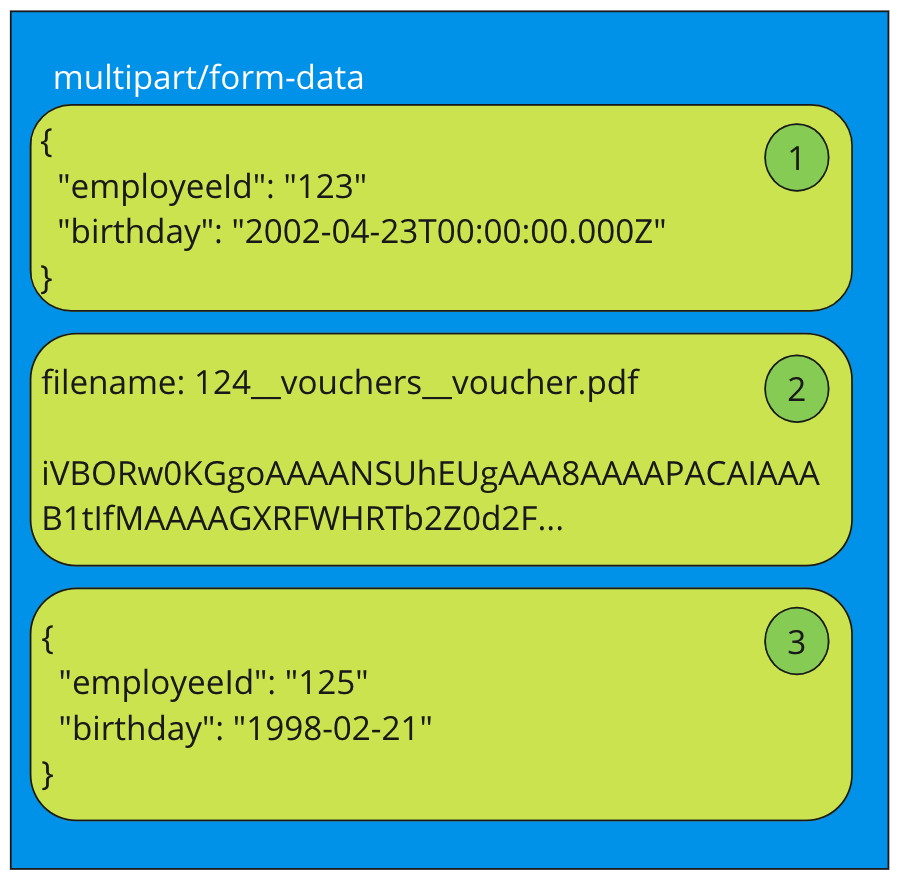 multipart/form-data
{
1
"employeeId": "123"
"birthday": "2002-04-23T00:00:00.000Z"
}
filename: 124__vouchers__voucher.pdf
2
iVBORw0KGgoAAAANSUhEUgAAA8AAAAPACAIAAA
B1tIfMAAAAGXRFWHRTb2Z0d2F...
{
3
"employeeId": "125"
"birthday": "1998-02-21"
}